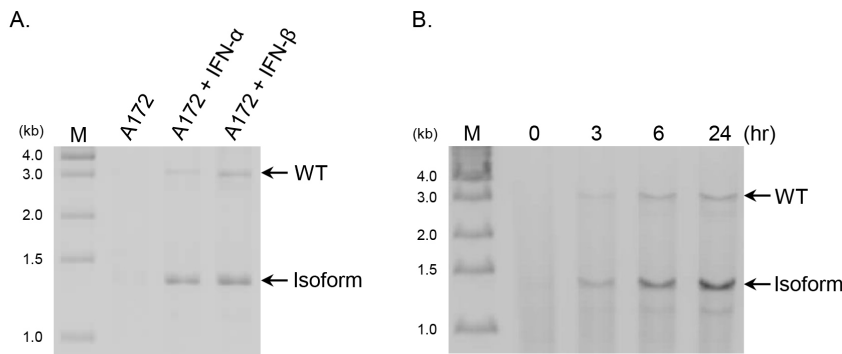 A.
(kb) M A172 A172 + IFN-α A172 + IFN-β
4.0
3.0 WT
2.0
1.5
Isoform
1.0
B.
(kb) M 0 3 6 24 (hr)
4.0
3.0 WT
2.0
1.5
Isoform
1.0